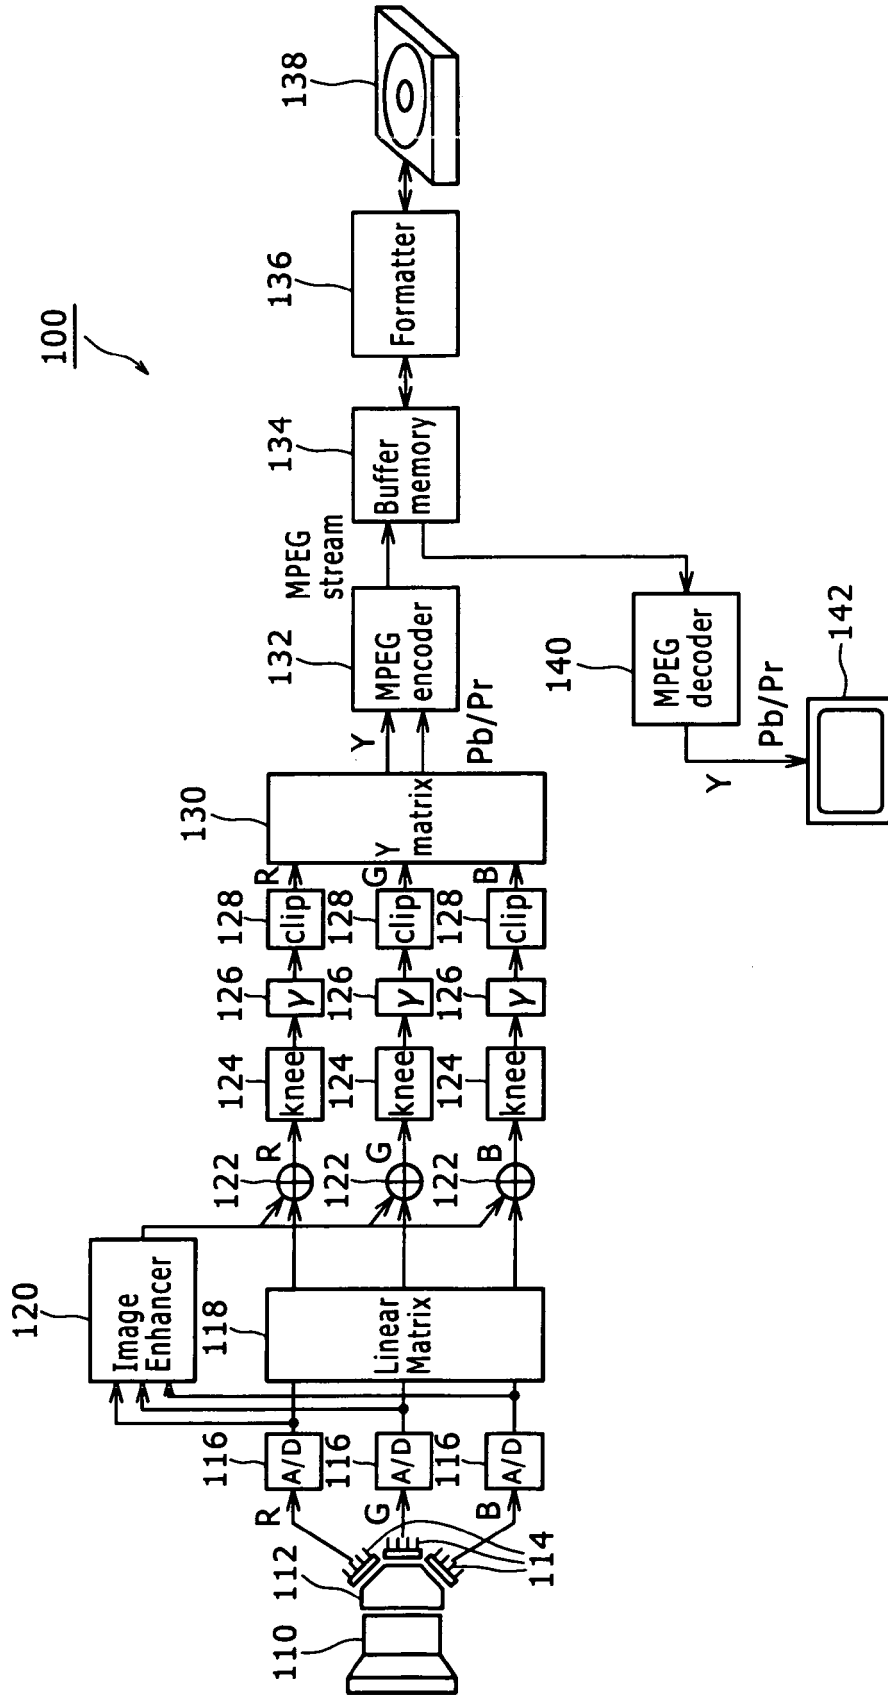 100
110
112
114
R
G
B
116
A/D
116
A/D
116
A/D
118
Linear
Matrix
120
Image
Enhancer
122
R
122
G
122
B
124
knee
124
knee
124
knee
126
γ
126
γ
126
γ
128
clip
128
clip
128
clip
R
G
B
130
Y
matrix
Y
Pb/Pr
132
MPEG
encoder
MPEG
stream
134
Buffer
memory
136
Formatter
138
140
MPEG
decoder
Y
Pb/Pr
142